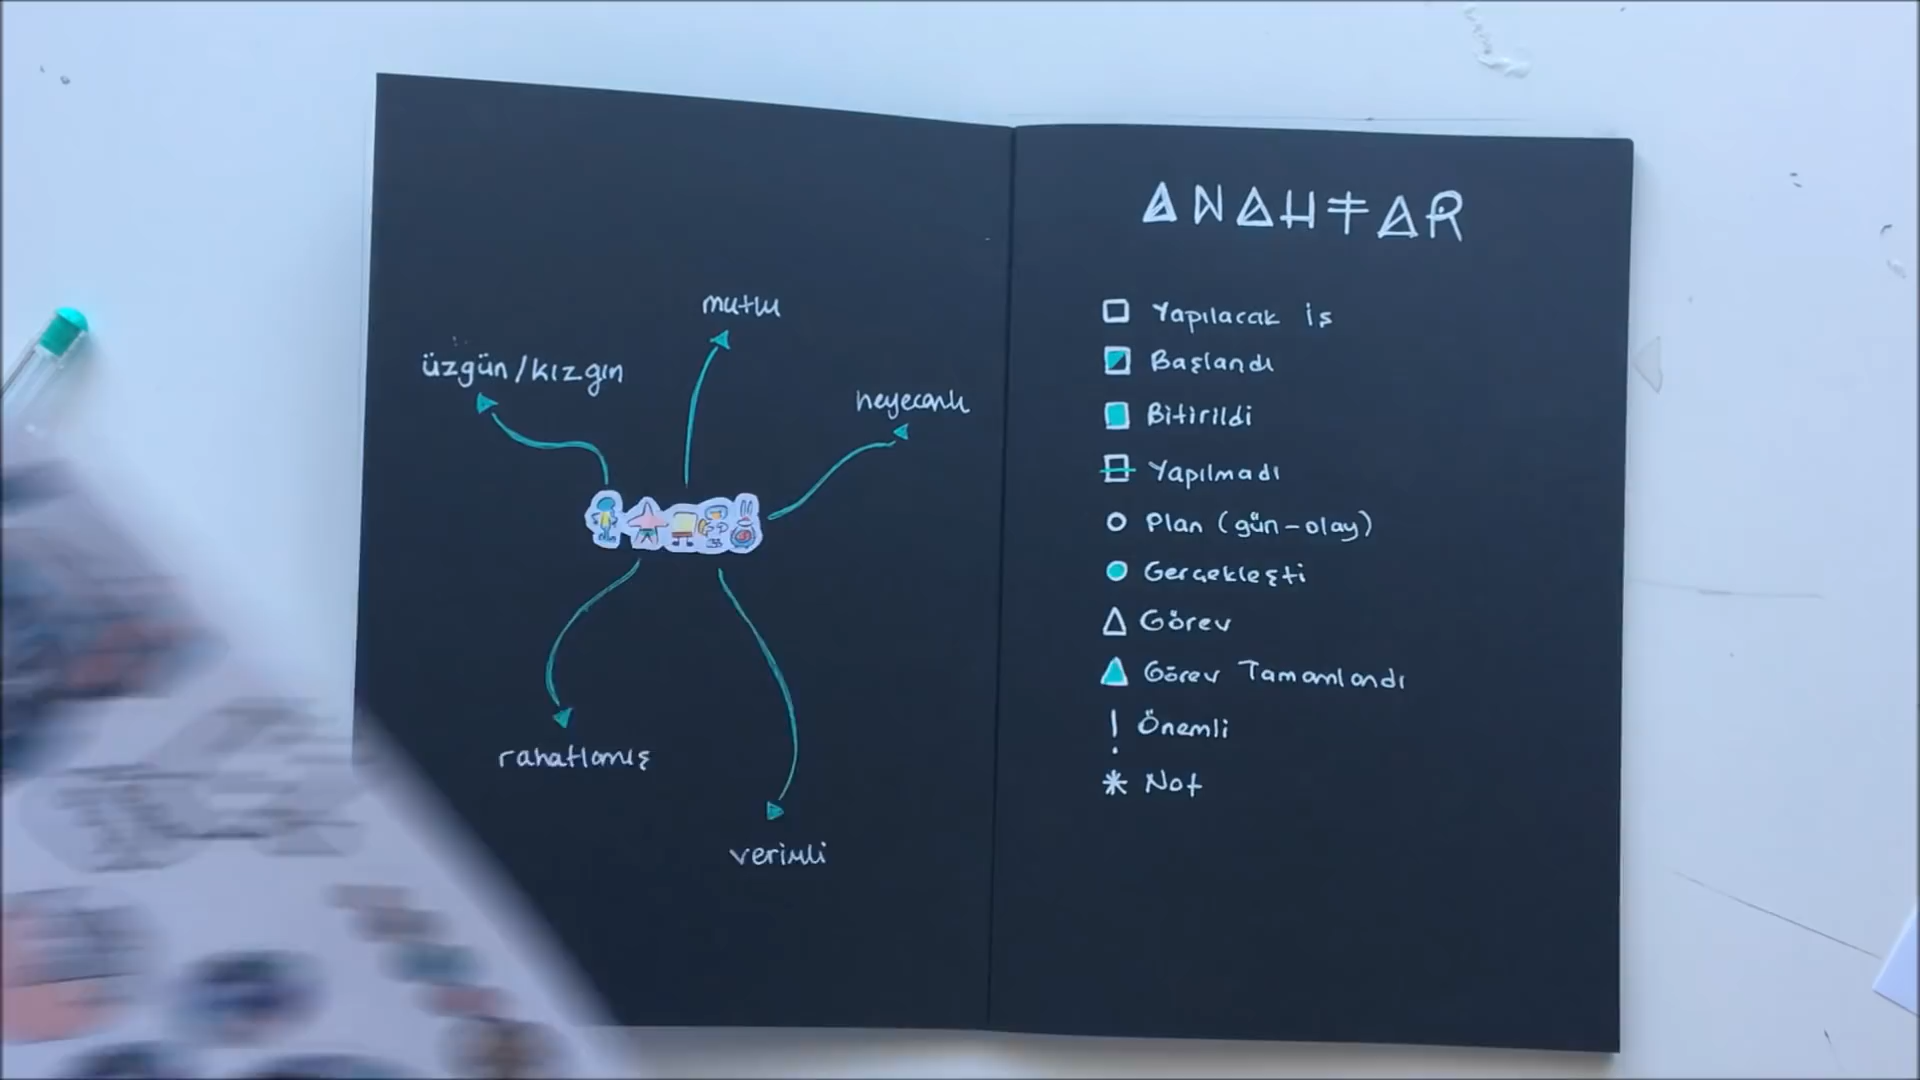 mutlu
üzgün/kızgın
heyecanlı
rahatlamış
verimli
ANAHTAR
Yapılacak iş
Başlandı
Bitirildi
Yapılmadı
Plan (gün-olay)
Gerçekleşti
Görev
Görev Tamamlandı
! Önemli
* Not